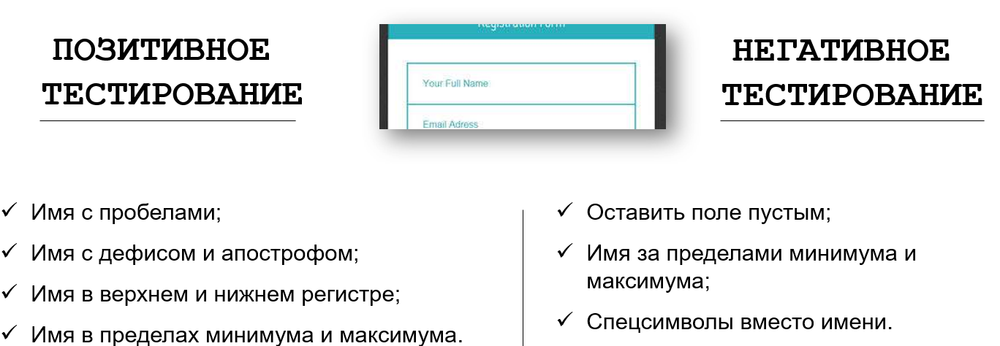 ПОЗИТИВНОЕ
ТЕСТИРОВАНИЕ
Registration Form
Your Full Name
Email Adress
НЕГАТИВНОЕ
ТЕСТИРОВАНИЕ
Имя с пробелами;
Имя с дефисом и апострофом;
Имя в верхнем и нижнем регистре;
Имя в пределах минимума и максимума.
Оставить поле пустым;
Имя за пределами минимума и
максимума;
Спецсимволы вместо имени.